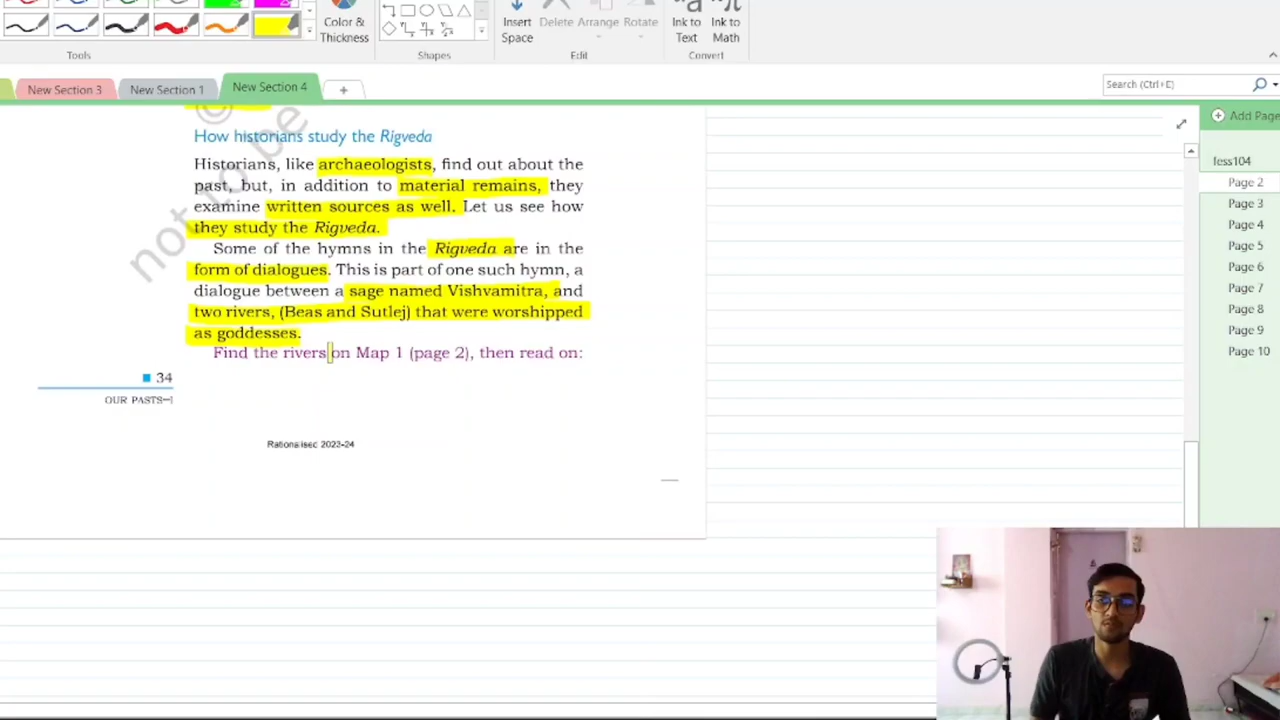 Color &
Thickness
Insert
Space
Delete Arrange Rotate
Ink to
Text
Ink to
Math
Tools
Shapes
Edit
Convert
New Section 3
New Section 1
New Section 4
+
Search (Ctrl+E)
Add Page
less104
Page 2
Page 3
Page 4
Page 5
Page 6
Page 7
Page 8
Page 9
Page 10
©
not to be
How historians study the Rigveda
Historians, like archaeologists, find out about the
past, but, in addition to material remains, they
examine written sources as well. Let us see how
they study the Rigveda.
Some of the hymns in the Rigveda are in the
form of dialogues. This is part of one such hymn, a
dialogue between a sage named Vishvamitra, and
two rivers, (Beas and Sutlej) that were worshipped
as goddesses.
Find the rivers on Map 1 (page 2), then read on:
34
OUR PASTS–I
Rationalised 2023-24